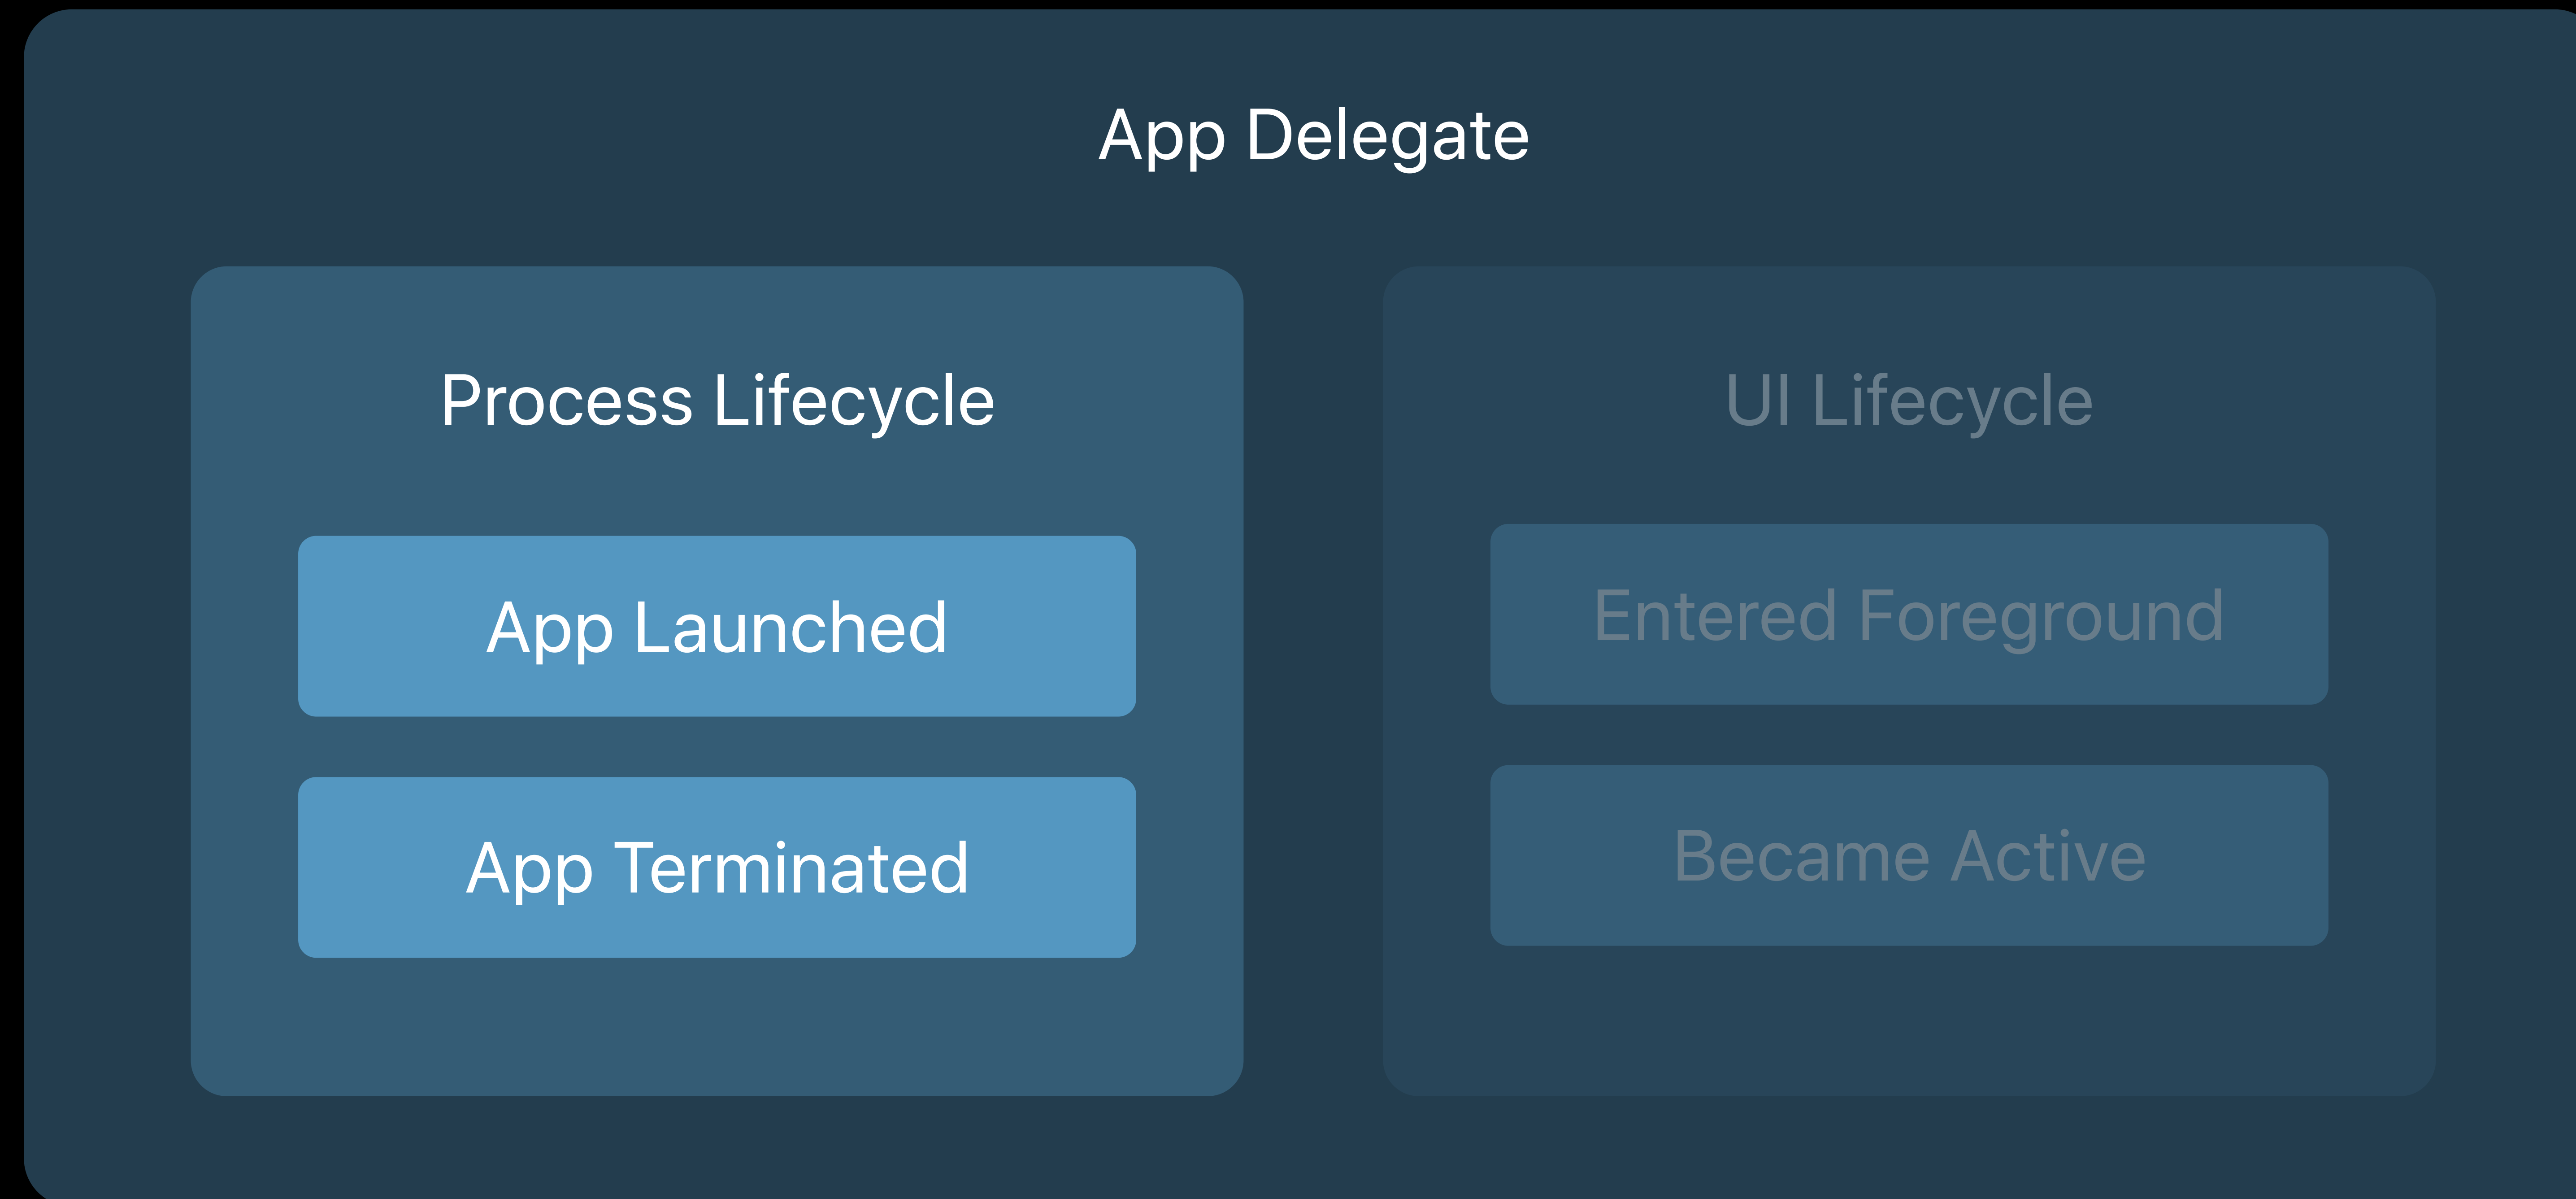 App Delegate
Process Lifecycle
App Launched
App Terminated
UI Lifecycle
Entered Foreground
Became Active